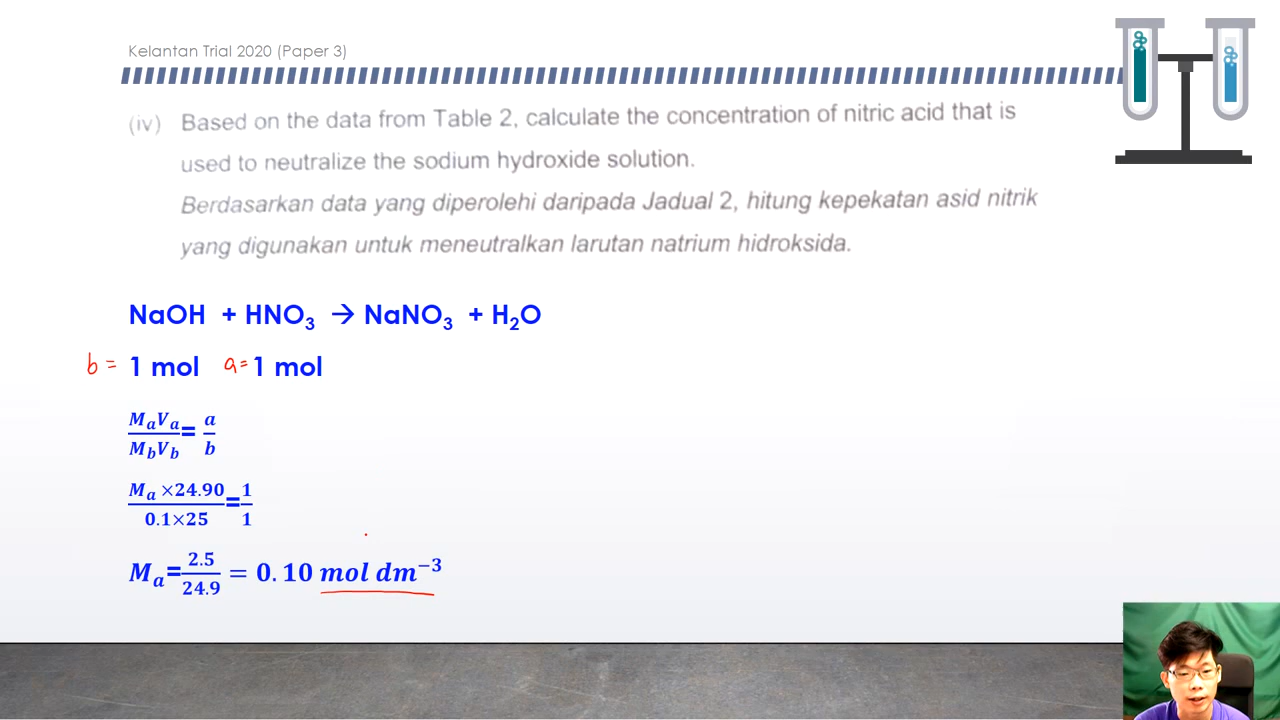 Kelantan Trial 2020 (Paper 3)
(iv) Based on the data from Table 2, calculate the concentration of nitric acid that is
used to neutralize the sodium hydroxide solution.
Berdasarkan data yang diperolehi daripada Jadual 2, hitung kepekatan asid nitrik
yang digunakan untuk meneutralkan larutan natrium hidroksida.
NaOH + HNO₃ → NaNO₃ + H₂O
b = 1 mol a = 1 mol
MₐVₐ / M_bV_b = a / b
Mₐ × 24.90 / 0.1 × 25 = 1 / 1
Mₐ = 2.5 / 24.9 = 0.10 mol dm⁻³